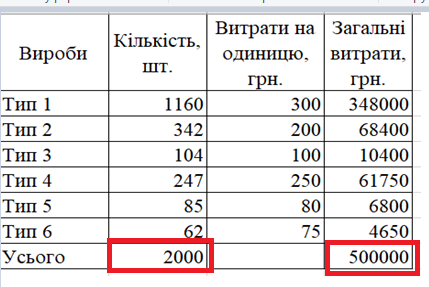 Вироби Кількість, шт. Витрати на одиницю, грн. Загальні витрати, грн.
Тип 1 1160 300 348000
Тип 2 342 200 68400
Тип 3 104 100 10400
Тип 4 247 250 61750
Тип 5 85 80 6800
Тип 6 62 75 4650
Усього 2000 500000